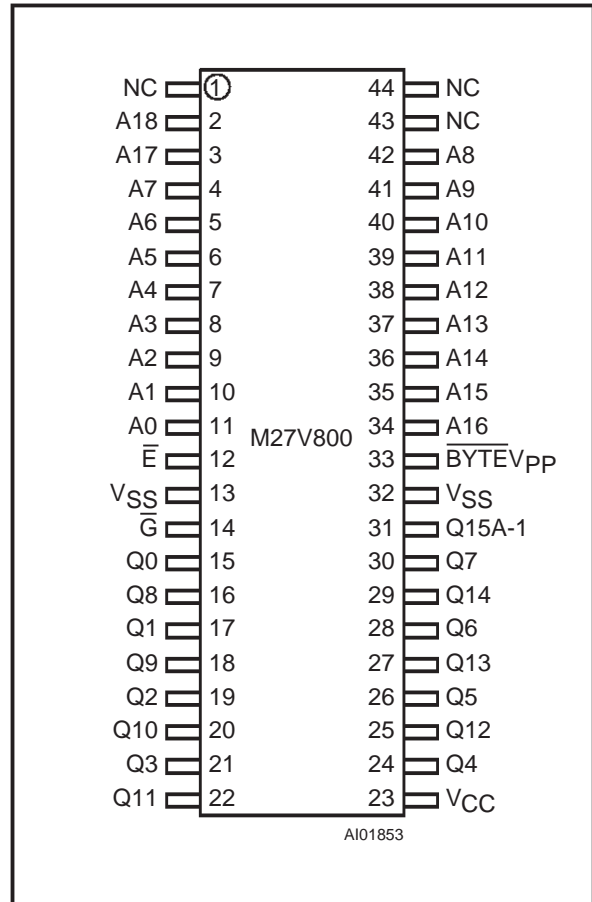 NC 1 44 NC
A18 2 43 NC
A17 3 42 A8
A7 4 41 A9
A6 5 40 A10
A5 6 39 A11
A4 7 38 A12
A3 8 37 A13
A2 9 36 A14
A1 10 35 A15
A0 11 34 A16
M27V800
E̅ 12 33 B̅Y̅T̅E̅VPP
VSS 13 32 VSS
G̅ 14 31 Q15A-1
Q0 15 30 Q7
Q8 16 29 Q14
Q1 17 28 Q6
Q9 18 27 Q13
Q2 19 26 Q5
Q10 20 25 Q12
Q3 21 24 Q4
Q11 22 23 VCC
AI01853